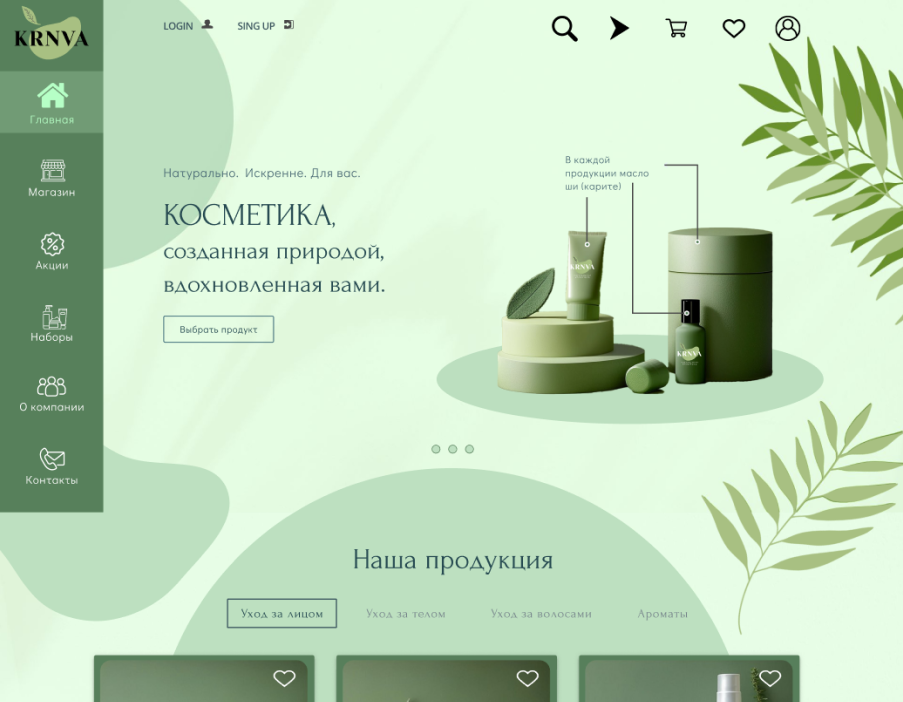 KRNVA
LOGIN
SING UP
Главная
Магазин
Акции
Наборы
О компании
Контакты
Натурально. Искренне. Для вас.
КОСМЕТИКА,
созданная природой,
вдохновленная вами.
Выбрать продукт
В каждой
продукции масло
ши (карите)
KRNVA
KRNVA
Наша продукция
Уход за лицом
Уход за телом
Уход за волосами
Ароматы